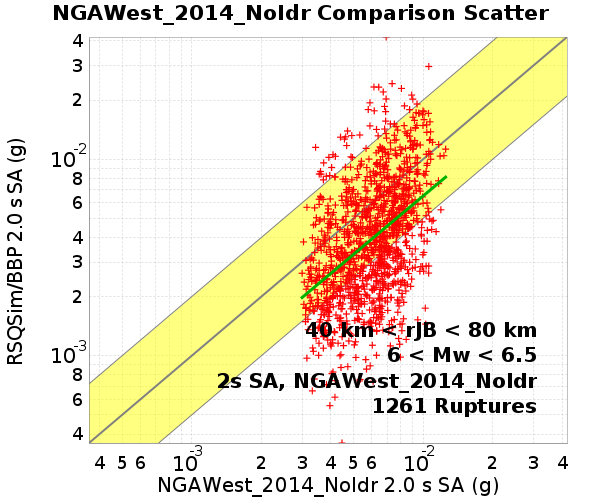 NGAWest_2014_NoIdr Comparison Scatter
4
3
2
10-2
8
6
4
3
2
10-3
8
6
4
RSQSim/BBP 2.0 s SA (g)
40 km < rJB < 80 km
6 < Mw < 6.5
2s SA, NGAWest_2014_NoIdr
1261 Ruptures
4 5 6 10-3 2 3 4 5 6 10-2 2 3 4
NGAWest_2014_NoIdr 2.0 s SA (g)